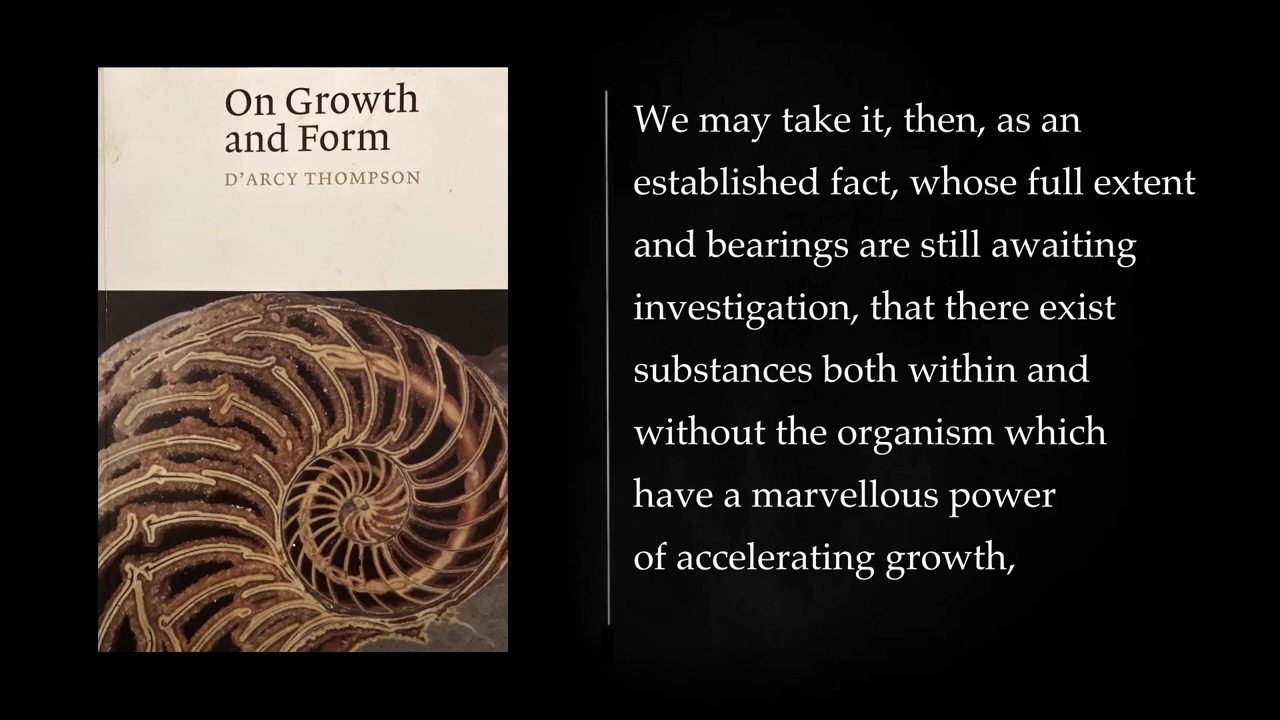 On Growth
and Form
D'ARCY THOMPSON
We may take it, then, as an
established fact, whose full extent
and bearings are still awaiting
investigation, that there exist
substances both within and
without the organism which
have a marvellous power
of accelerating growth,